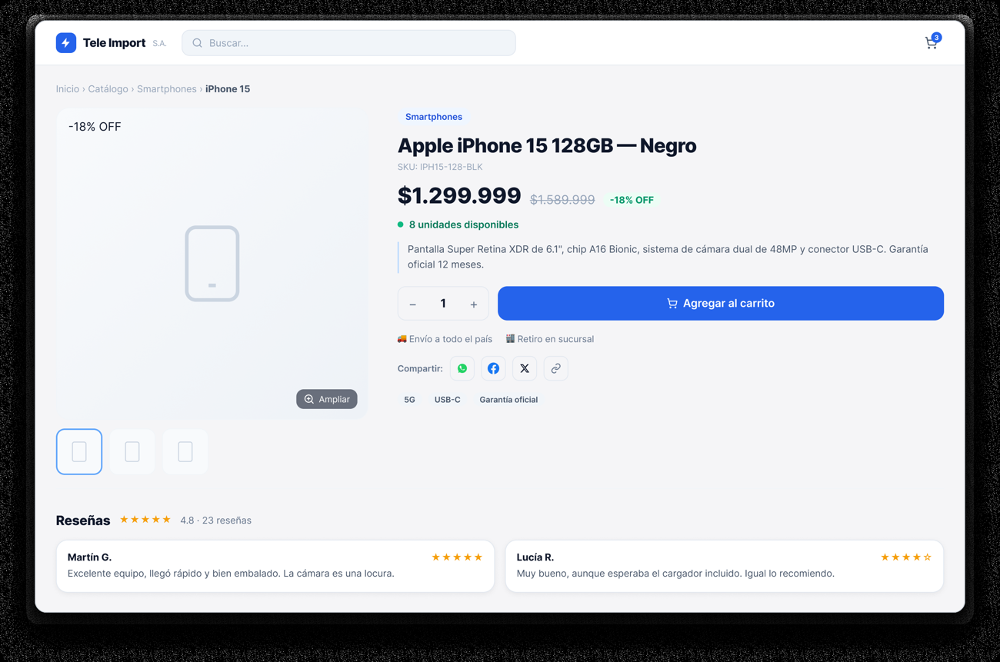 Tele Import S.A.
Buscar...
3
Inicio › Catálogo › Smartphones › iPhone 15
-18% OFF
Ampliar
Smartphones
Apple iPhone 15 128GB — Negro
SKU: IPH15-128-BLK
$1.299.999 $1.589.999 -18% OFF
8 unidades disponibles
Pantalla Super Retina XDR de 6.1", chip A16 Bionic, sistema de cámara dual de 48MP y conector USB-C. Garantía
oficial 12 meses.
− 1 +
Agregar al carrito
🚚 Envío a todo el país 🏬 Retiro en sucursal
Compartir:
5G USB-C Garantía oficial
Reseñas ★★★★★ 4.8 · 23 reseñas
Martín G. ★★★★★
Excelente equipo, llegó rápido y bien embalado. La cámara es una locura.
Lucía R. ★★★★☆
Muy bueno, aunque esperaba el cargador incluido. Igual lo recomiendo.